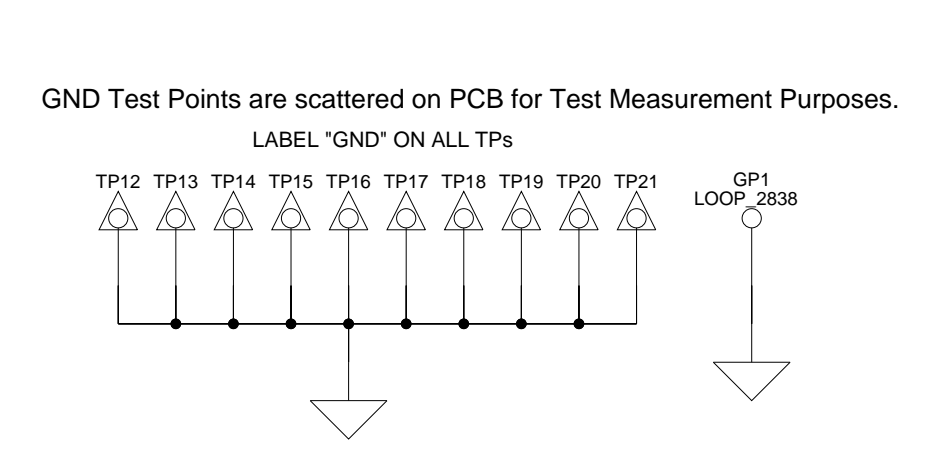 GND Test Points are scattered on PCB for Test Measurement Purposes.
LABEL "GND" ON ALL TPs
TP12 TP13 TP14 TP15 TP16 TP17 TP18 TP19 TP20 TP21
GP1
LOOP_2838